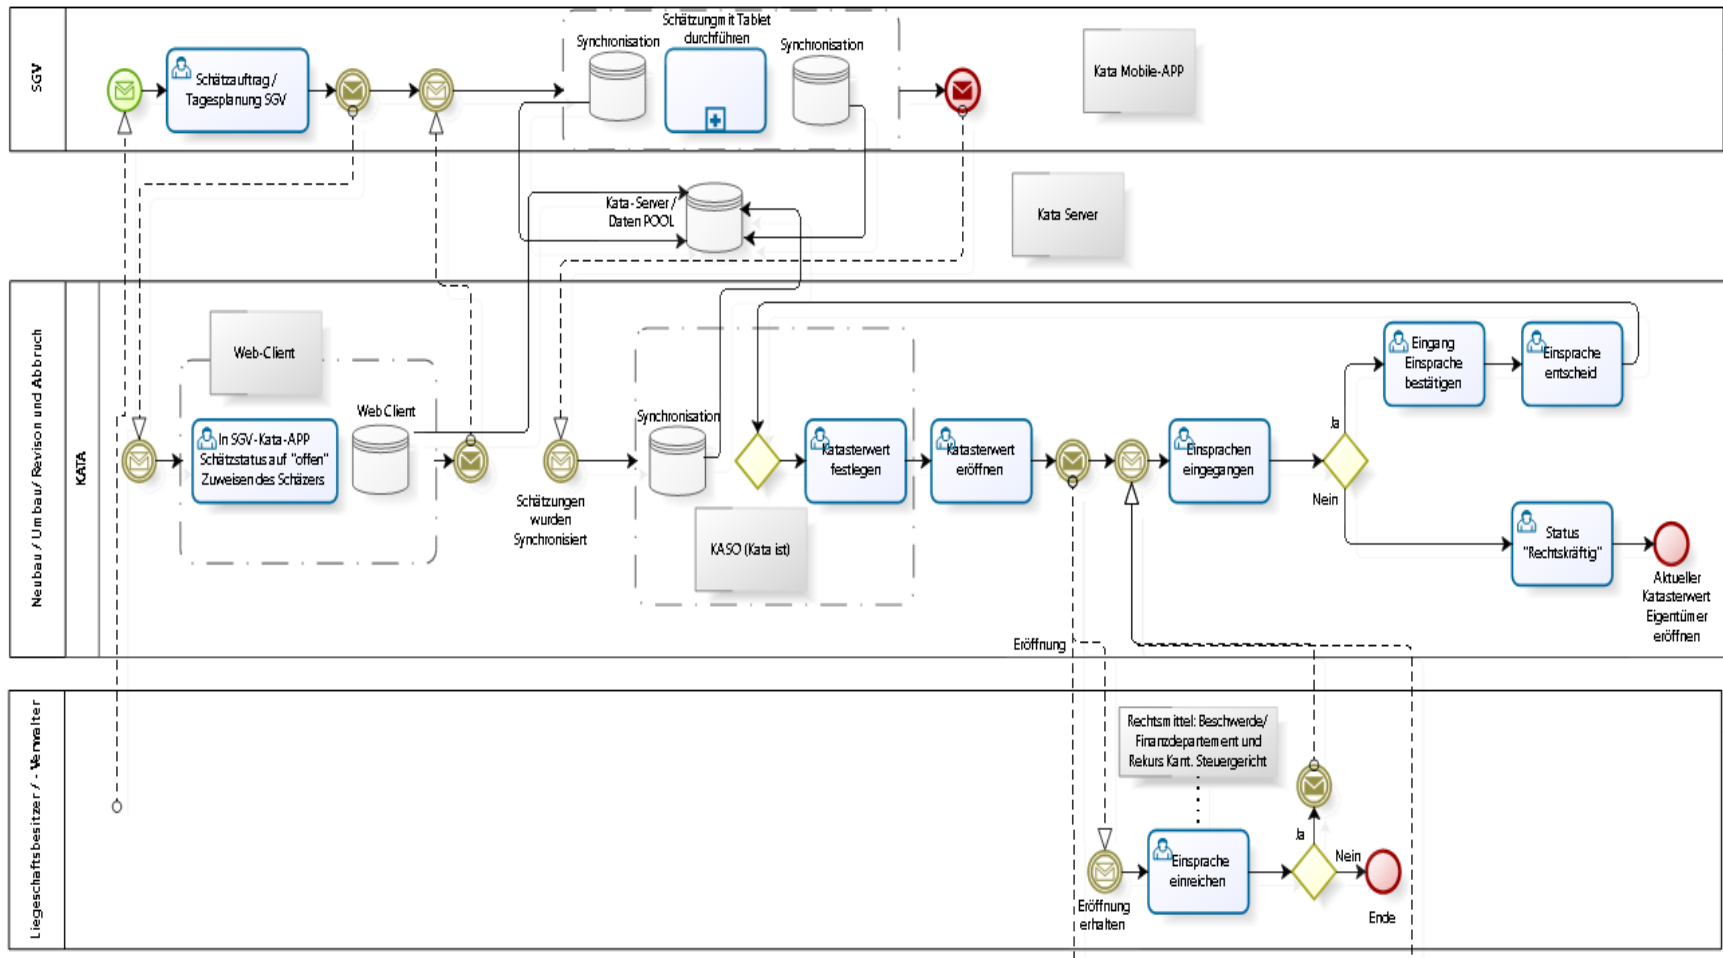 SGV
Schätzauftrag /
Tagesplanung SGV
Synchronisation
Schätzung mit Tablet
durchführen
Synchronisation
Kata Mobile-APP
Kata-Server /
Daten POOL
Kata Server
Neubau / Umbau/ Revison und Abbruch
KATA
Web-Client
In SGV-Kata-APP
Schätzstatus auf "offen"
Zuweisen des Schäzers
Web Client
Schätzungen
wurden
Synchronisiert
Synchronisation
KASO (Kata ist)
Katasterwert
festlegen
Katasterwert
eröffnen
Einsprachen
eingegangen
Ja
Nein
Eingang
Einsprache
bestätigen
Einsprache
entscheid
Status
"Rechtskräftig"
Aktueller
Katasterwert
Eigentümer
eröffnen
Eröffnung
Liegeschaftsbesitzer / - Verwalter
Rechtsmittel: Beschwerde/
Finanzdepartement und
Rekurs Kant. Steuergericht
Eröffnung
erhalten
Einsprache
einreichen
Ja
Nein
Ende